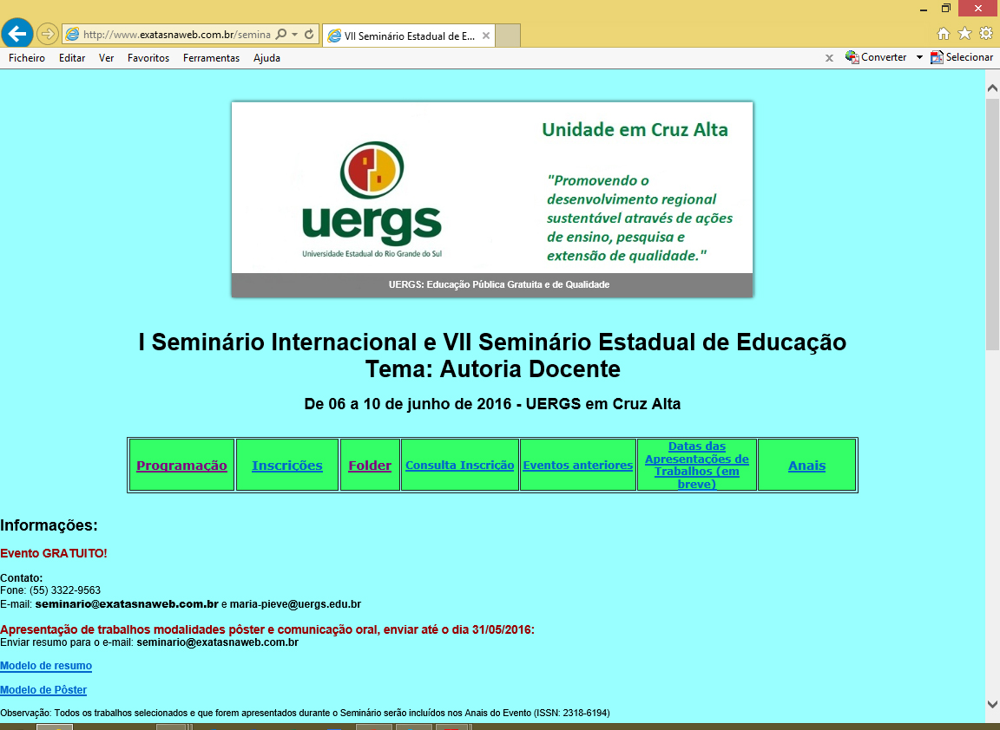 http://www.exatasnaweb.com.br/semina
VII Seminário Estadual de E...
Ficheiro Editar Ver Favoritos Ferramentas Ajuda
x Converter Selecionar
Unidade em Cruz Alta
"Promovendo o
desenvolvimento regional
sustentável através de ações
de ensino, pesquisa e
extensão de qualidade."
uergs
Universidade Estadual do Rio Grande do Sul
UERGS: Educação Pública Gratuita e de Qualidade
I Seminário Internacional e VII Seminário Estadual de Educação
Tema: Autoria Docente
De 06 a 10 de junho de 2016 - UERGS em Cruz Alta
Programação Inscrições Folder Consulta Inscrição Eventos anteriores
Datas das
Apresentações de
Trabalhos (em
breve)
Anais
Informações:
Evento GRATUITO!
Contato:
Fone: (55) 3322-9563
E-mail: seminario@exatasnaweb.com.br e maria-pieve@uergs.edu.br
Apresentação de trabalhos modalidades pôster e comunicação oral, enviar até o dia 31/05/2016:
Enviar resumo para o e-mail: seminario@exatasnaweb.com.br
Modelo de resumo
Modelo de Pôster
Observação: Todos os trabalhos selecionados e que forem apresentados durante o Seminário serão incluídos nos Anais do Evento (ISSN: 2318-6194)